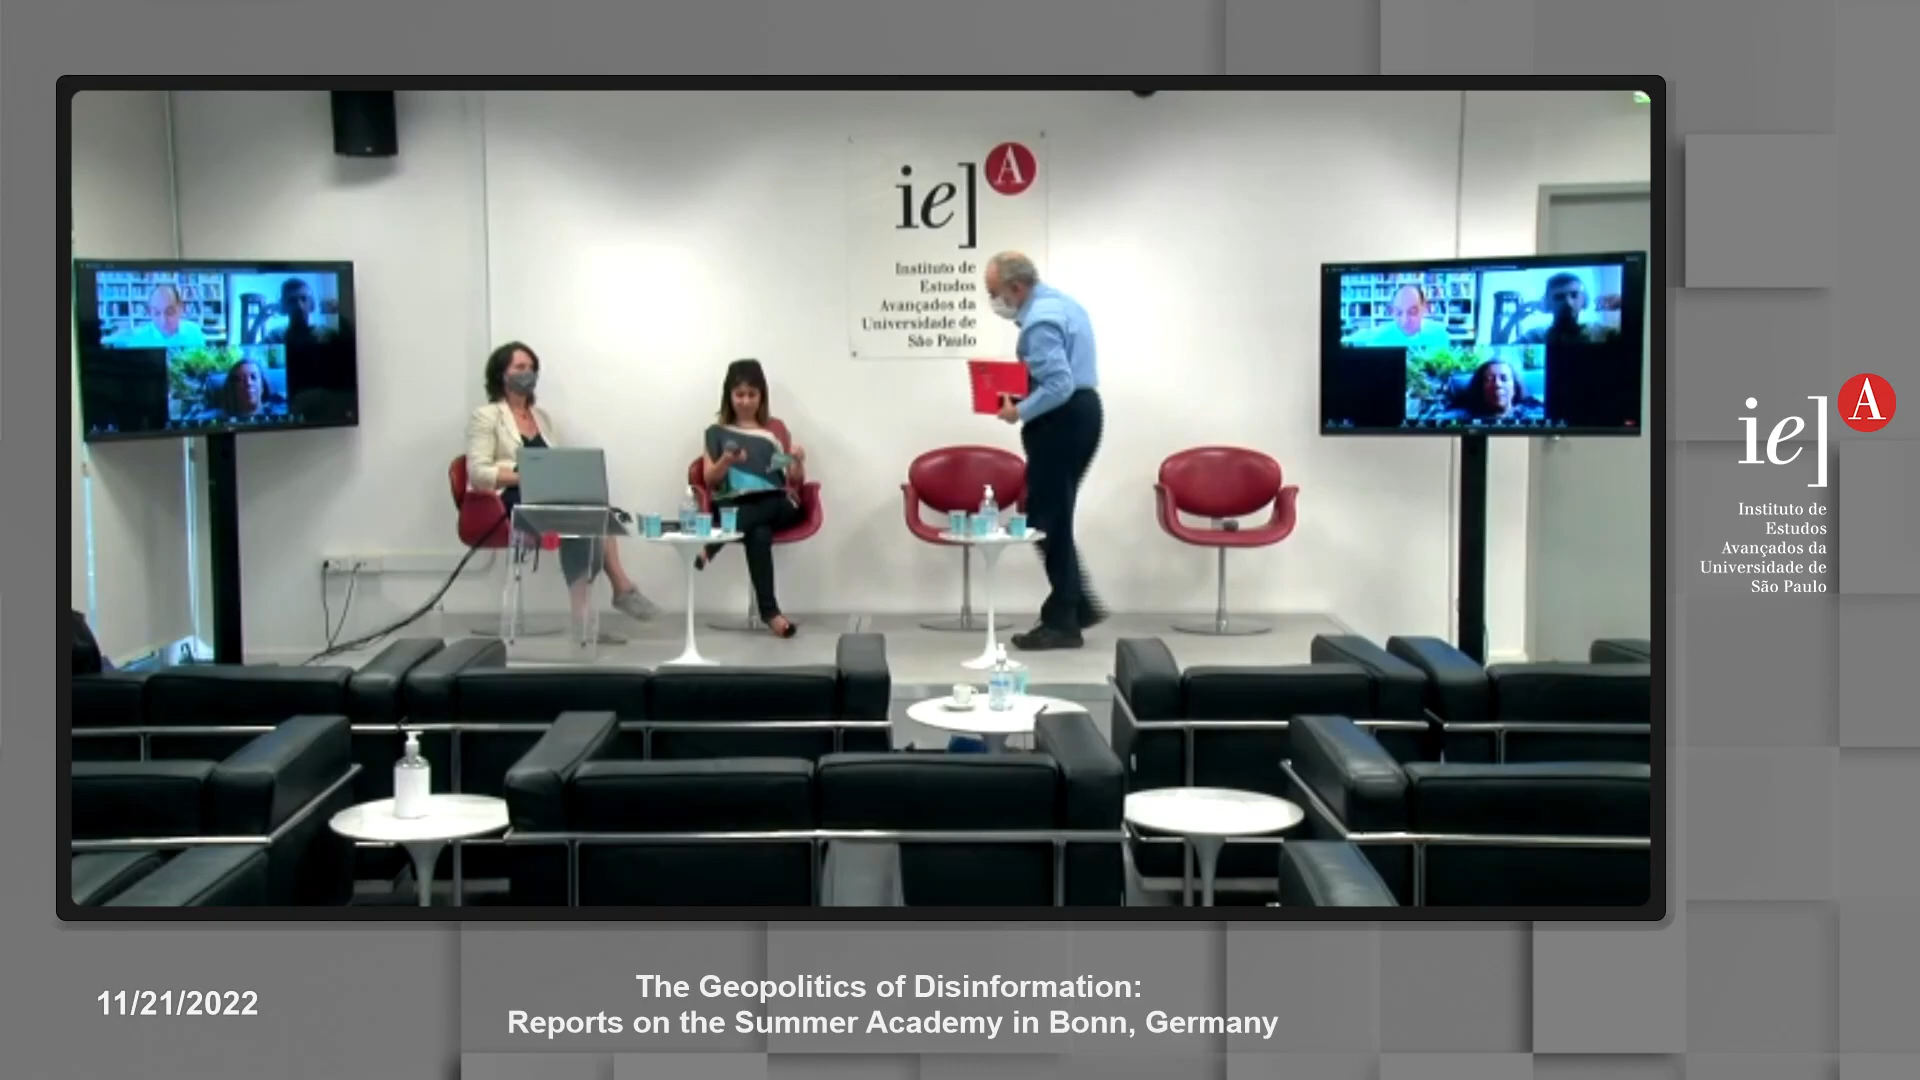 ie]A
Instituto de
Estudos
Avançados da
Universidade de
São Paulo
ie]
ie]A
Instituto de
Estudos
Avançados da
Universidade de
São Paulo
11/21/2022
The Geopolitics of Disinformation:
Reports on the Summer Academy in Bonn, Germany